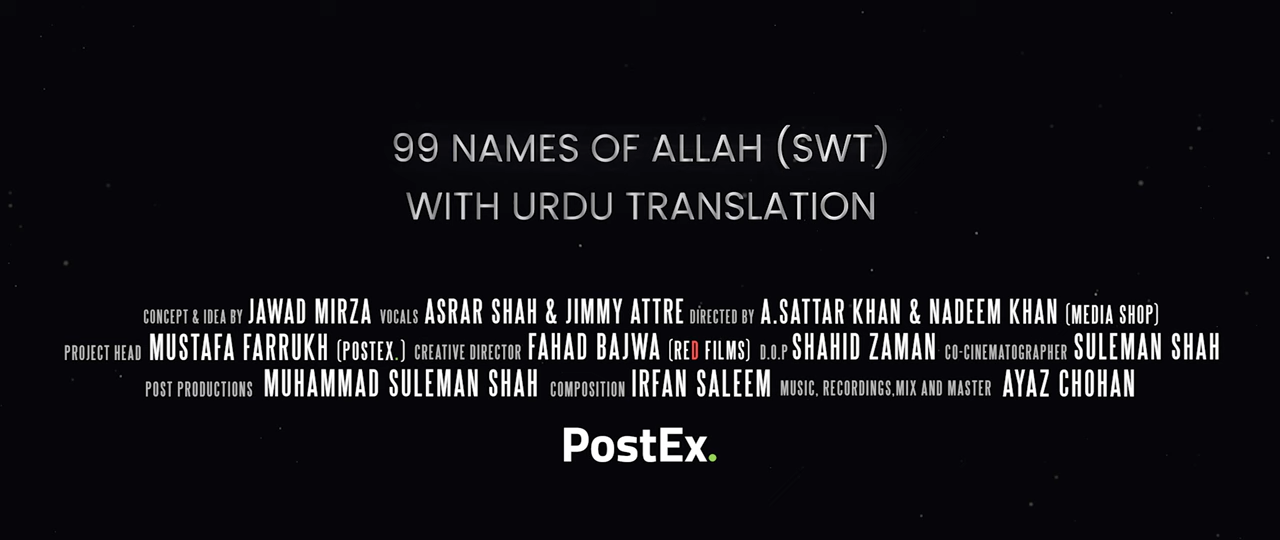 99 NAMES OF ALLAH (SWT)
WITH URDU TRANSLATION
CONCEPT & IDEA BY JAWAD MIRZA VOCALS ASRAR SHAH & JIMMY ATTRE DIRECTED BY A.SATTAR KHAN & NADEEM KHAN (MEDIA SHOP)
PROJECT HEAD MUSTAFA FARRUKH (POSTEX.) CREATIVE DIRECTOR FAHAD BAJWA (RED FILMS) D.O.P SHAHID ZAMAN CO-CINEMATOGRAPHER SULEMAN SHAH
POST PRODUCTIONS MUHAMMAD SULEMAN SHAH COMPOSITION IRFAN SALEEM MUSIC, RECORDINGS,MIX AND MASTER AYAZ CHOHAN
PostEx.